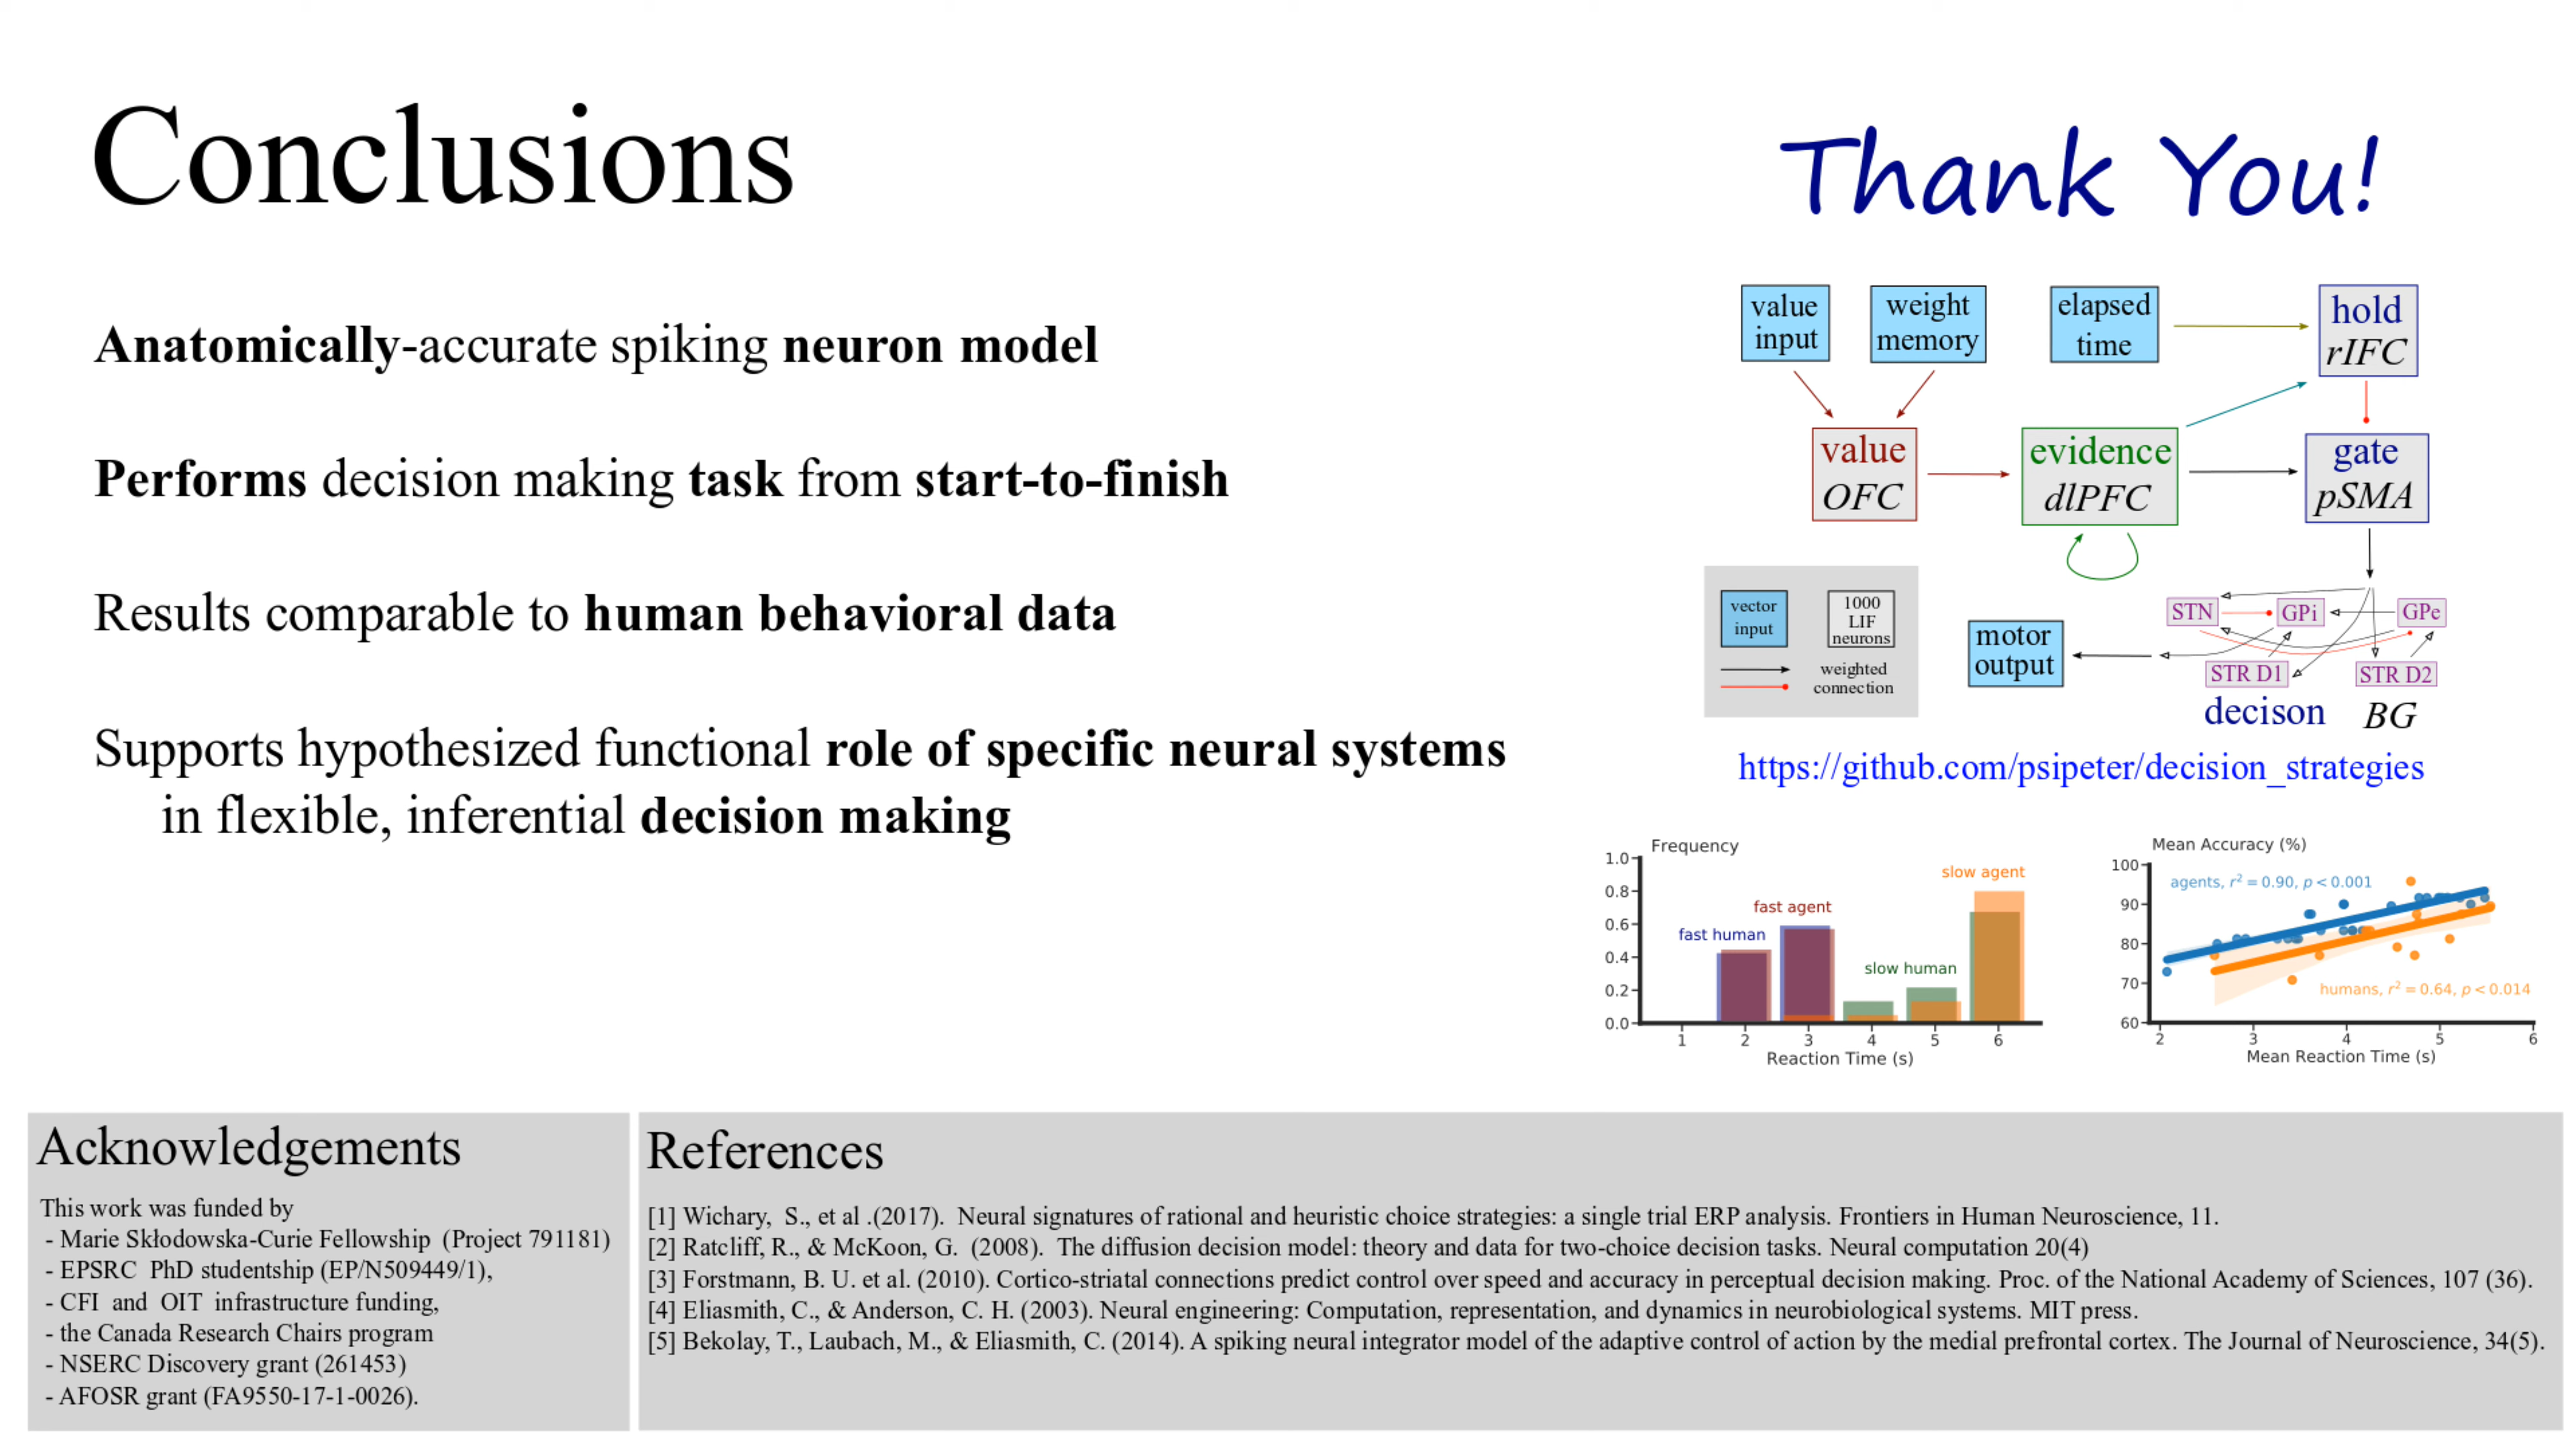 Conclusions
Anatomically-accurate spiking neuron model
Performs decision making task from start-to-finish
Results comparable to human behavioral data
Supports hypothesized functional role of specific neural systems
in flexible, inferential decision making
Thank You!
value
input
weight
memory
elapsed
time
hold
rIFC
value
OFC
evidence
dlPFC
gate
pSMA
vector
input
1000
LIF
neurons
weighted
connection
motor
output
STN
GPi
GPe
STR D1
STR D2
decison BG
https://github.com/psipeter/decision_strategies
Frequency
1.0
0.8
0.6
0.4
0.2
0.0
fast human
fast agent
slow human
slow agent
1 2 3 4 5 6
Reaction Time (s)
Mean Accuracy (%)
100
90
80
70
60
agents, r² = 0.90, p < 0.001
humans, r² = 0.64, p < 0.014
2 3 4 5 6
Mean Reaction Time (s)
Acknowledgements
This work was funded by
- Marie Skłodowska-Curie Fellowship (Project 791181)
- EPSRC PhD studentship (EP/N509449/1),
- CFI and OIT infrastructure funding,
- the Canada Research Chairs program
- NSERC Discovery grant (261453)
- AFOSR grant (FA9550-17-1-0026).
References
[1] Wichary, S., et al .(2017). Neural signatures of rational and heuristic choice strategies: a single trial ERP analysis. Frontiers in Human Neuroscience, 11.
[2] Ratcliff, R., & McKoon, G. (2008). The diffusion decision model: theory and data for two-choice decision tasks. Neural computation 20(4)
[3] Forstmann, B. U. et al. (2010). Cortico-striatal connections predict control over speed and accuracy in perceptual decision making. Proc. of the National Academy of Sciences, 107 (36).
[4] Eliasmith, C., & Anderson, C. H. (2003). Neural engineering: Computation, representation, and dynamics in neurobiological systems. MIT press.
[5] Bekolay, T., Laubach, M., & Eliasmith, C. (2014). A spiking neural integrator model of the adaptive control of action by the medial prefrontal cortex. The Journal of Neuroscience, 34(5).